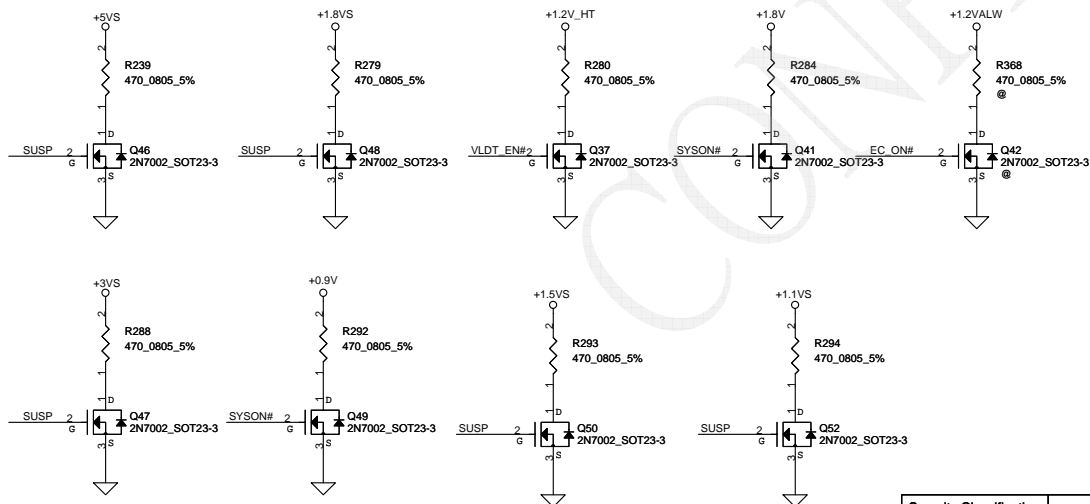 +5VS
R239
470_0805_5%
2
1
1
D
SUSP
2
G
Q46
2N7002_SOT23-3
3
S
+1.8VS
R279
470_0805_5%
2
1
1
D
SUSP
2
G
Q48
2N7002_SOT23-3
3
S
+1.2V_HT
R280
470_0805_5%
2
1
1
D
VLDT_EN#
2
G
Q37
2N7002_SOT23-3
3
S
+1.8V
R284
470_0805_5%
2
1
1
D
SYSON#
2
G
Q41
2N7002_SOT23-3
3
S
+1.2VALW
R368
470_0805_5%
@
2
1
1
D
EC_ON#
2
G
Q42
2N7002_SOT23-3
@
3
S
+3VS
R288
470_0805_5%
2
1
1
D
SUSP
2
G
Q47
2N7002_SOT23-3
3
S
+0.9V
R292
470_0805_5%
2
1
1
D
SYSON#
2
G
Q49
2N7002_SOT23-3
3
S
+1.5VS
R293
470_0805_5%
2
1
1
D
SUSP
2
G
Q50
2N7002_SOT23-3
3
S
+1.1VS
R294
470_0805_5%
2
1
1
D
SUSP
2
G
Q52
2N7002_SOT23-3
3
S